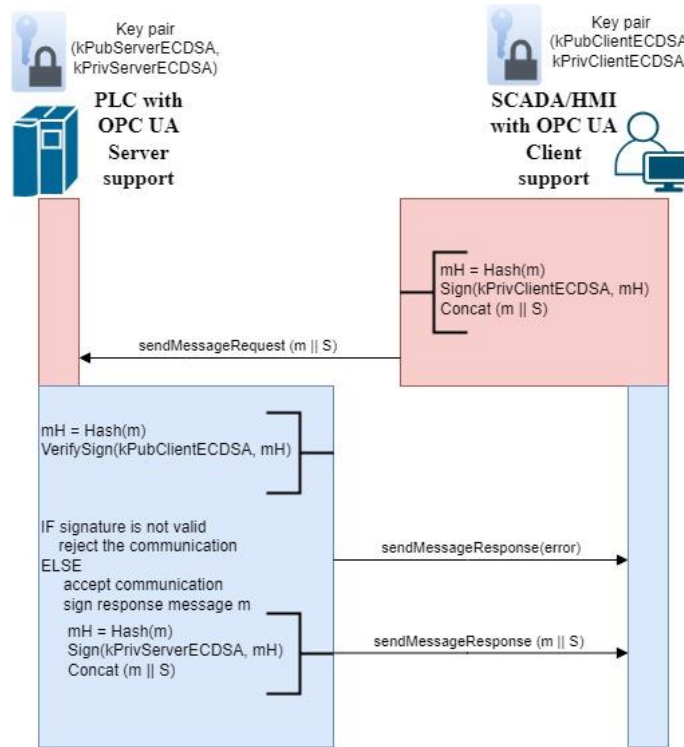 Key pair
(kPubServerECDSA,
kPrivServerECDSA)
Key pair
(kPubClientECDSA
kPrivClientECDSA
PLC with
OPC UA
Server
support
SCADA/HMI
with OPC UA
Client
support
mH = Hash(m)
Sign(kPrivClientECDSA, mH)
Concat (m || S)
sendMessageRequest (m || S)
mH = Hash(m)
VerifySign(kPubClientECDSA, mH)
IF signature is not valid
reject the communication
sendMessageResponse(error)
ELSE
accept communication
sign response message m
mH = Hash(m)
Sign(kPrivServerECDSA, mH)
Concat (m || S)
sendMessageResponse (m || S)